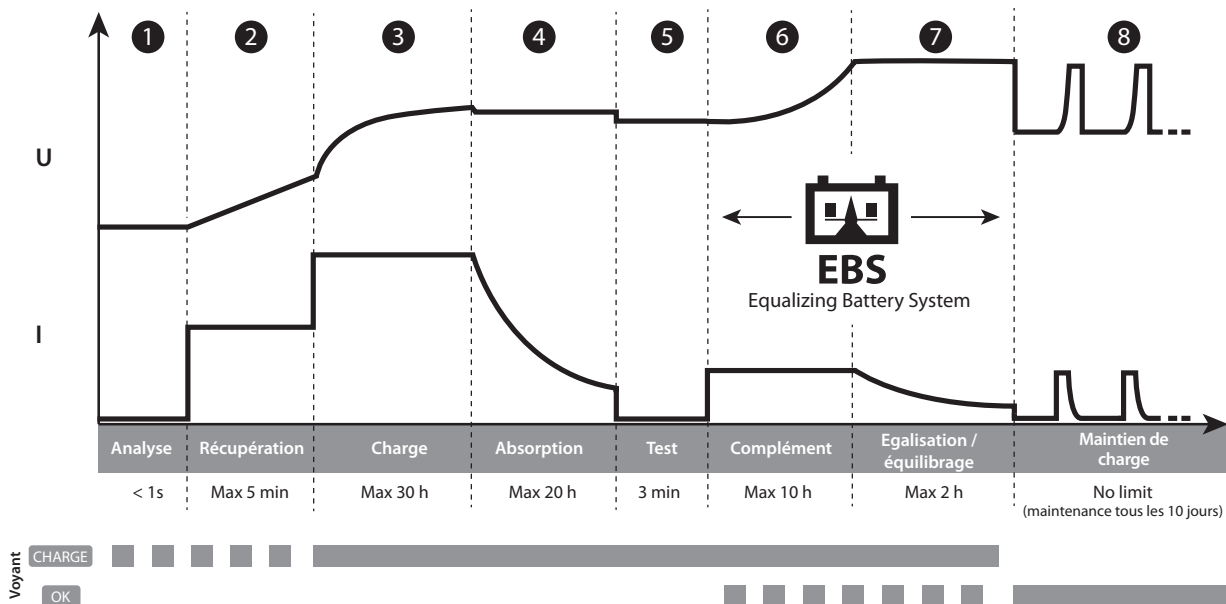 1 2 3 4 5 6 7 8
U
EBS
Equalizing Battery System
I
Analyse Récupération Charge Absorption Test Complément Egalisation / équilibrage Maintien de charge
< 1s Max 5 min Max 30 h Max 20 h 3 min Max 10 h Max 2 h No limit
(maintenance tous les 10 jours)
Voyant
CHARGE
OK